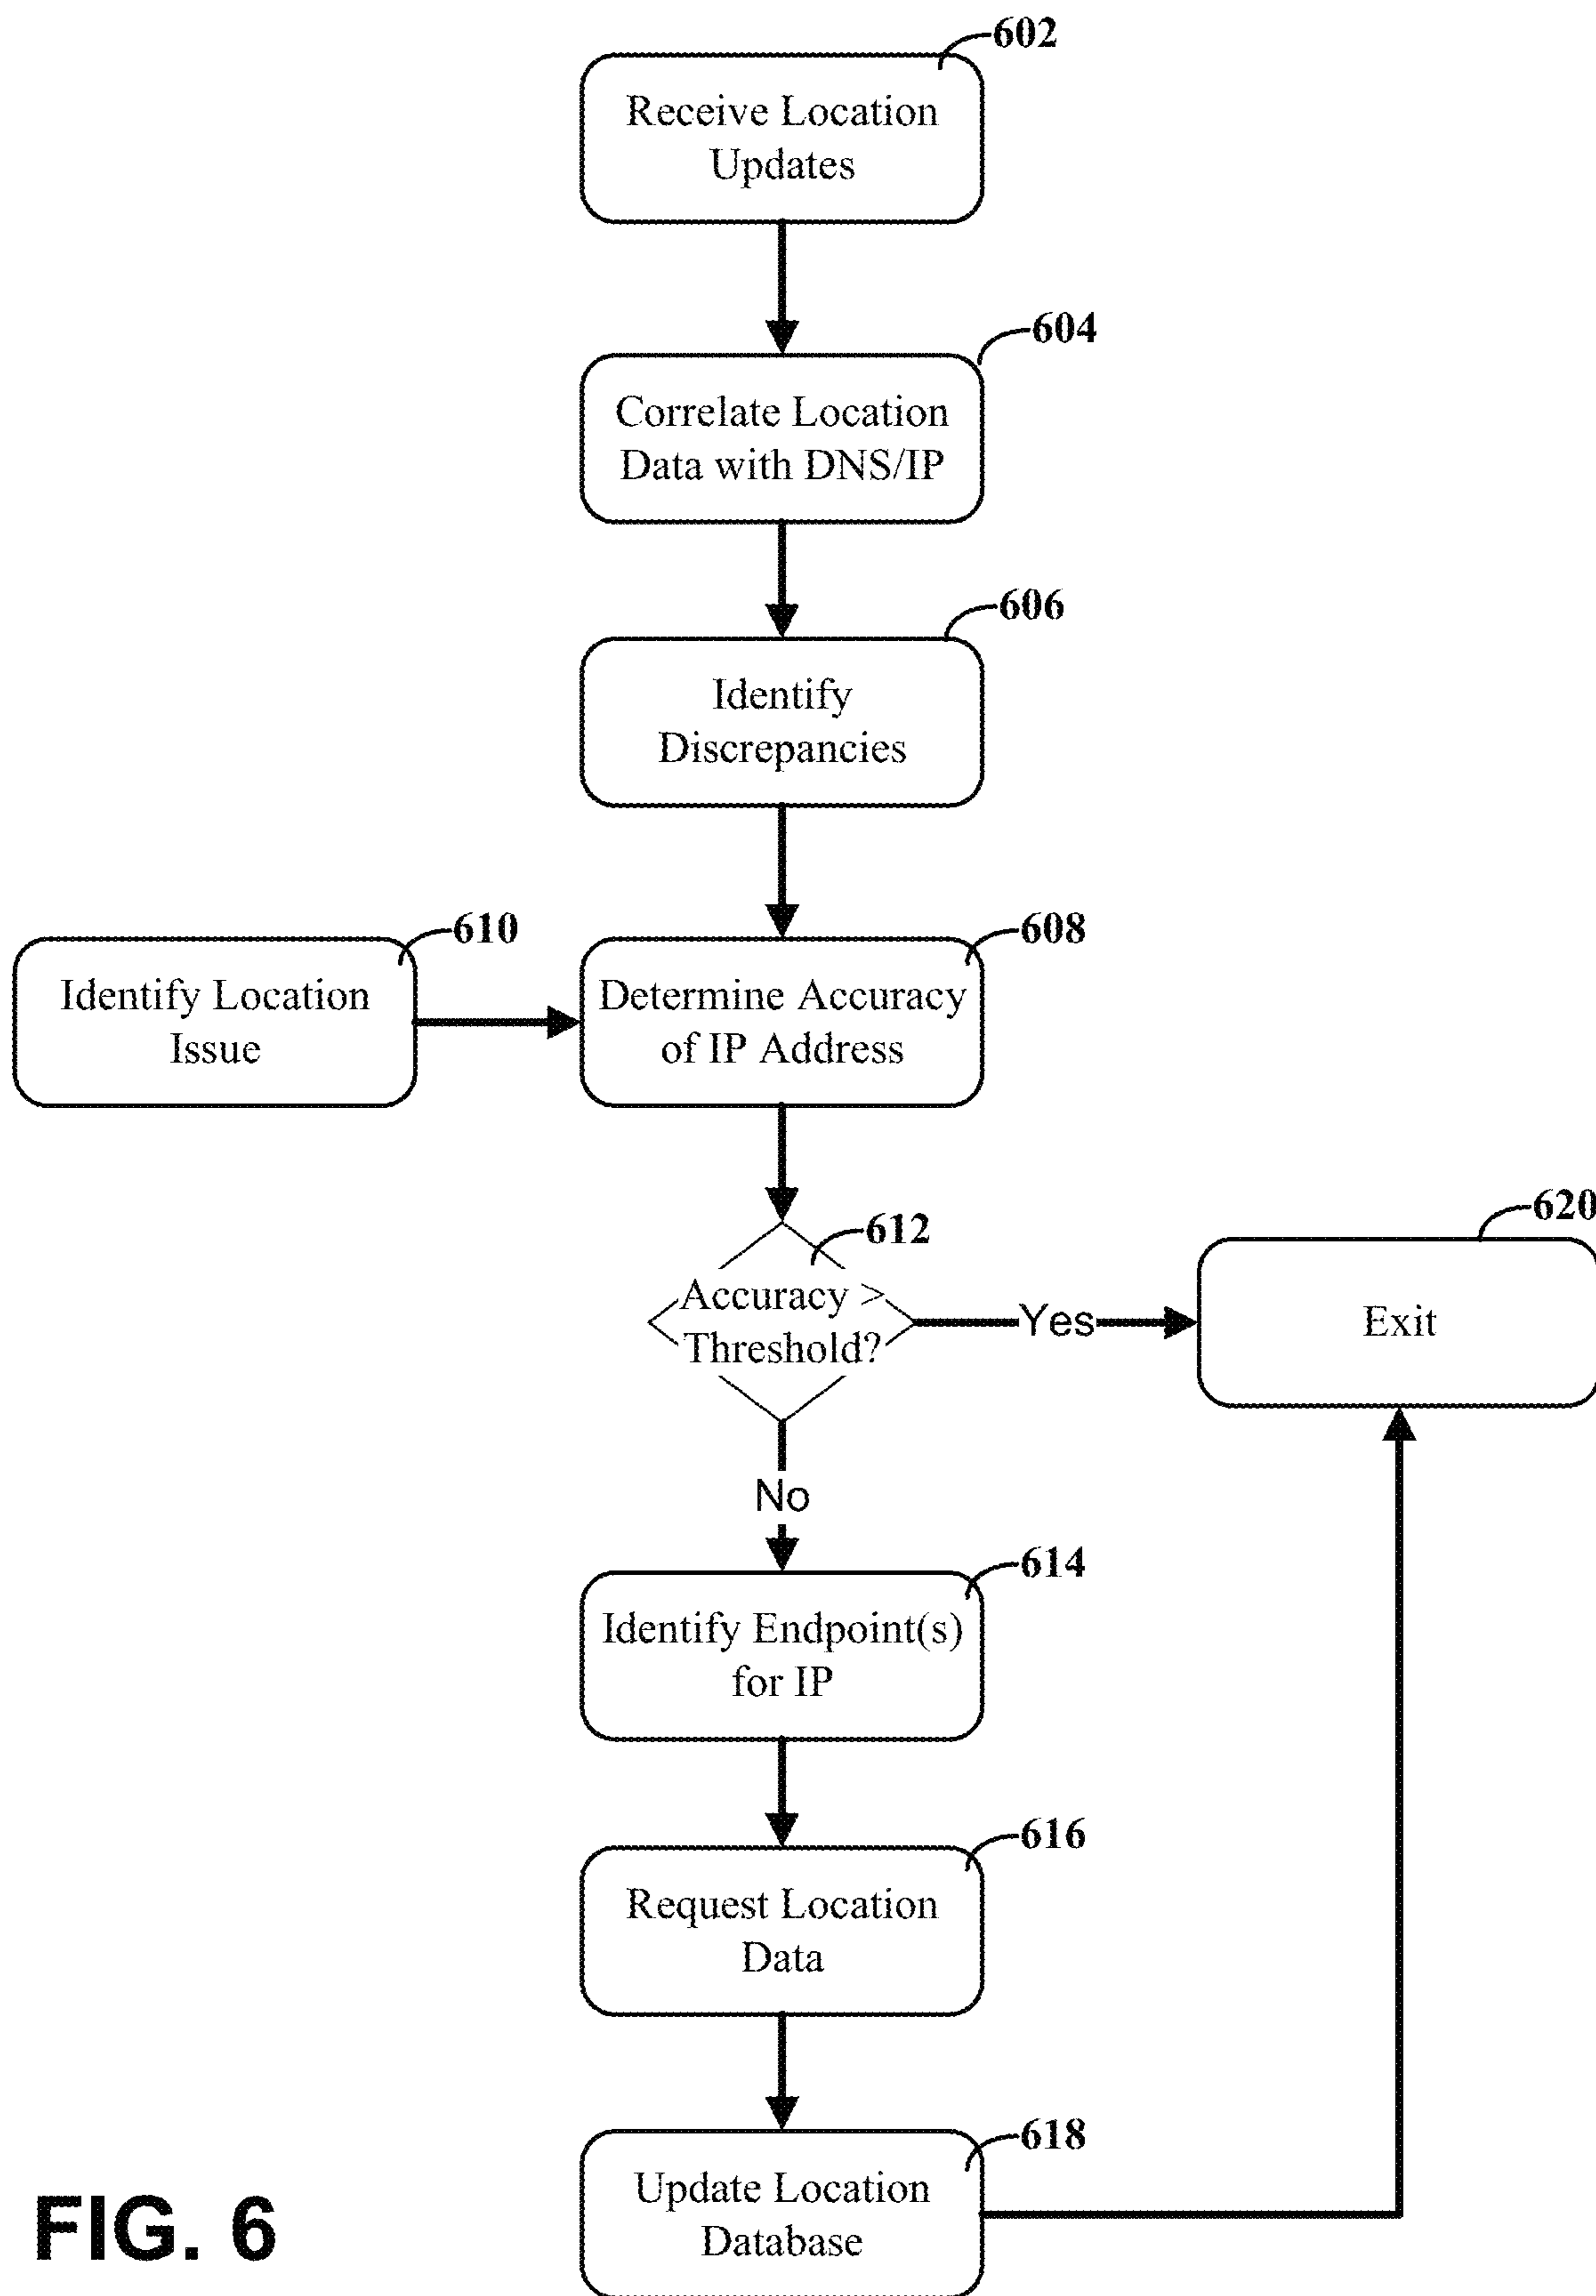 602
Receive Location
Updates
604
Correlate Location
Data with DNS/IP
606
Identify
Discrepancies
610
Identify Location
Issue
608
Determine Accuracy
of IP Address
612
Accuracy >
Threshold?
Yes
620
Exit
No
614
Identify Endpoint(s)
for IP
616
Request Location
Data
618
Update Location
Database
FIG. 6